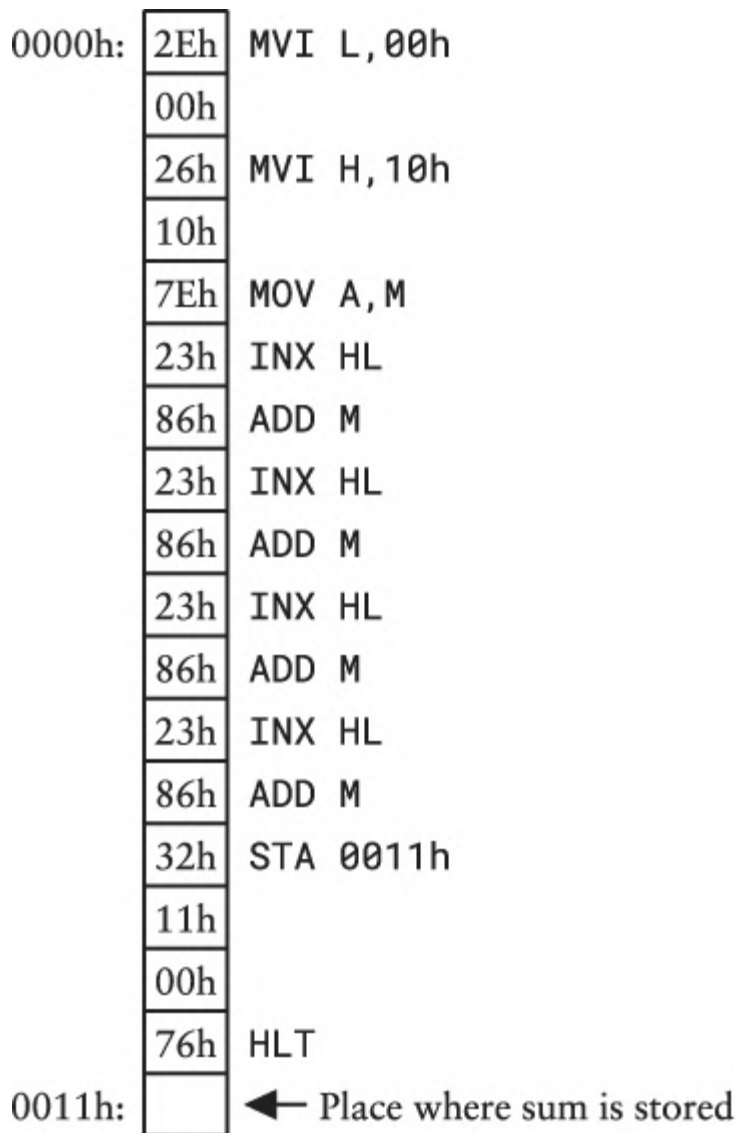 0000h: 2Eh MVI L,00h
00h
26h MVI H,10h
10h
7Eh MOV A,M
23h INX HL
86h ADD M
23h INX HL
86h ADD M
23h INX HL
86h ADD M
23h INX HL
86h ADD M
32h STA 0011h
11h
00h
76h HLT
0011h: Place where sum is stored